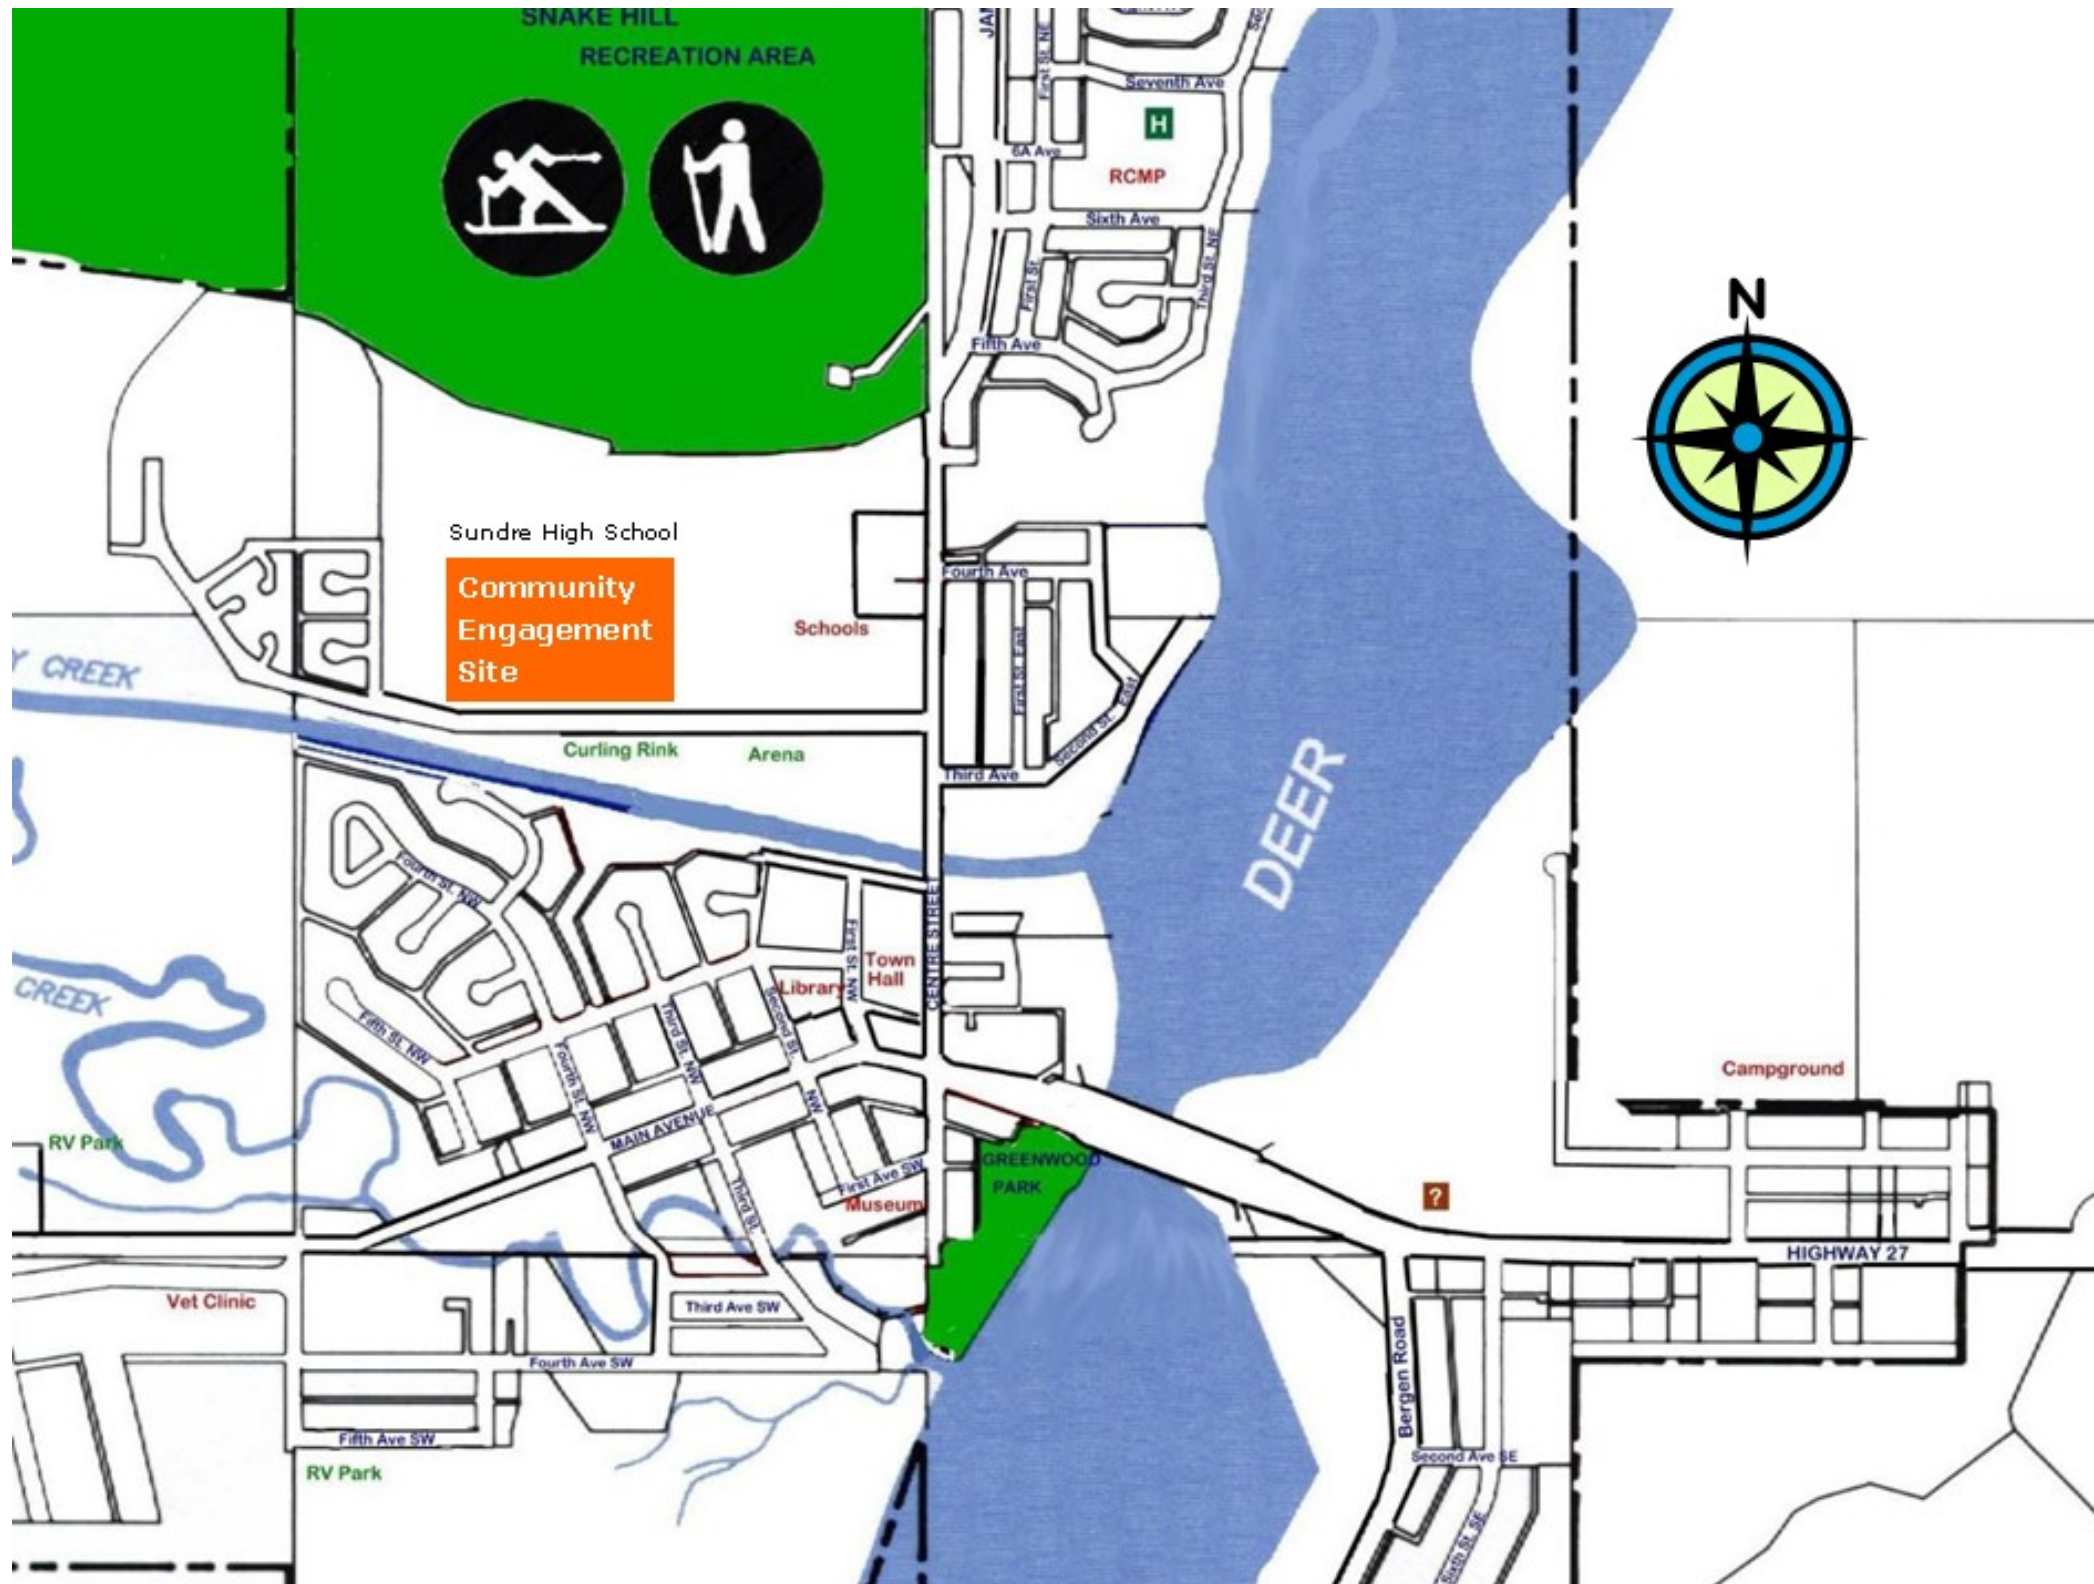 SNAKE HILL
RECREATION AREA
JAN
First St. NE
Seventh Ave
H
6A Ave
RCMP
Sixth Ave
First St.
Third St. NE
Fifth Ave
N
Sundre High School
Community
Engagement
Site
Schools
Fourth Ave
First St. East
Second St. East
Third Ave
Y CREEK
Curling Rink
Arena
DEER
Fourth St. NW
First St. NW
Town
Hall
CENTRE STREET
Library
CREEK
Fifth St. NW
Third St. NW
Second St.
NW
Fourth St. NW
MAIN AVENUE
Campground
RV Park
GREENWOOD
PARK
First Ave SW
Museum
Third St.
?
HIGHWAY 27
Vet Clinic
Third Ave SW
Fourth Ave SW
Bergen Road
Fifth Ave SW
Second Ave SE
RV Park
Sixth St. SE